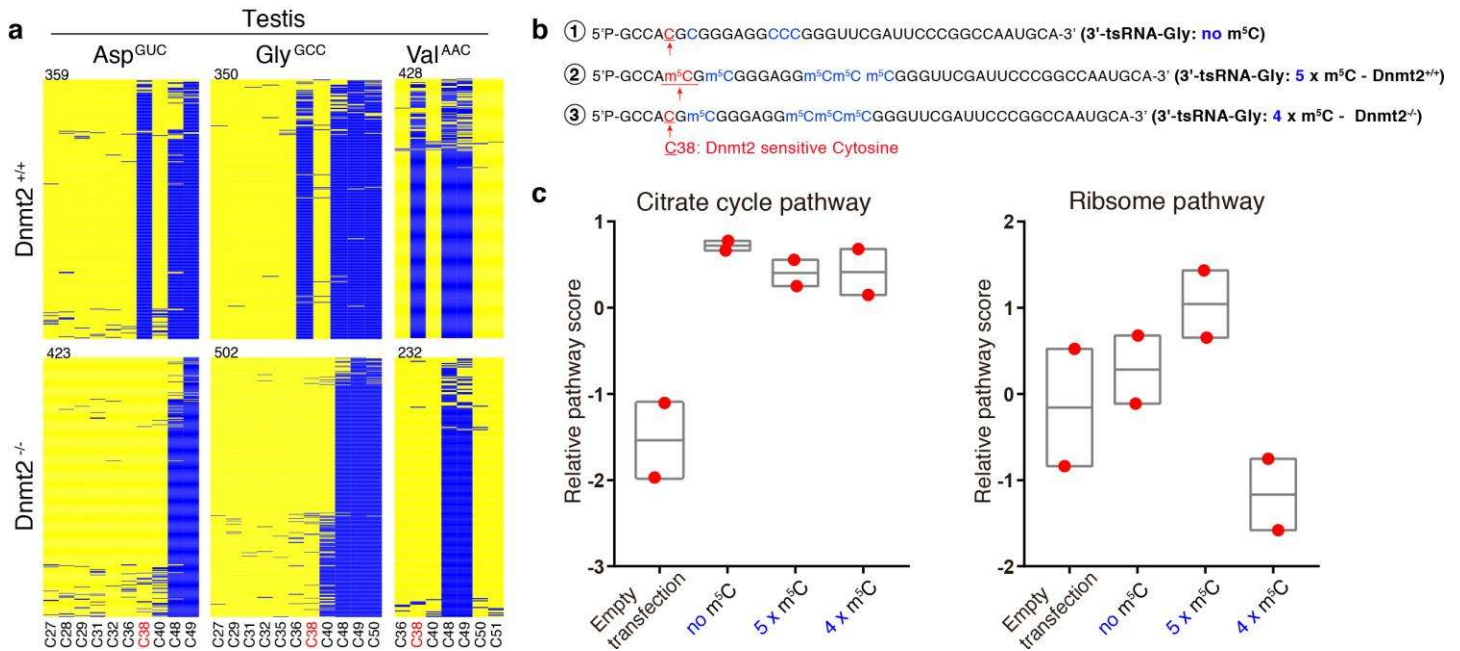 a
Testis
Asp^GUC Gly^GCC Val^AAC
359 350 428
Dnmt2 +/+
423 502 232
Dnmt2 -/-
C27 C28 C29 C31 C32 C36 C38 C40 C48 C49
C27 C29 C31 C32 C35 C36 C38 C40 C48 C49 C50
C36 C38 C40 C48 C49 C50 C51
b
① 5'P-GCCACGCGGGAGGCCCGGGUUCGAUUCCCGGCCAAUGCA-3' (3'-tsRNA-Gly: no m⁵C)
② 5'P-GCCAm⁵CGm⁵CGGGAGGm⁵Cm⁵C m⁵CGGGUUCGAUUCCCGGCCAAUGCA-3' (3'-tsRNA-Gly: 5 x m⁵C - Dnmt2+/+)
③ 5'P-GCCACGm⁵CGGGAGGm⁵Cm⁵Cm⁵CGGGUUCGAUUCCCGGCCAAUGCA-3' (3'-tsRNA-Gly: 4 x m⁵C - Dnmt2-/-)
C38: Dnmt2 sensitive Cytosine
c
Citrate cycle pathway
Relative pathway score
1
0
-1
-2
-3
Empty transfection
no m⁵C
5 x m⁵C
4 x m⁵C
Ribsome pathway
Relative pathway score
2
1
0
-1
-2
Empty transfection
no m⁵C
5 x m⁵C
4 x m⁵C